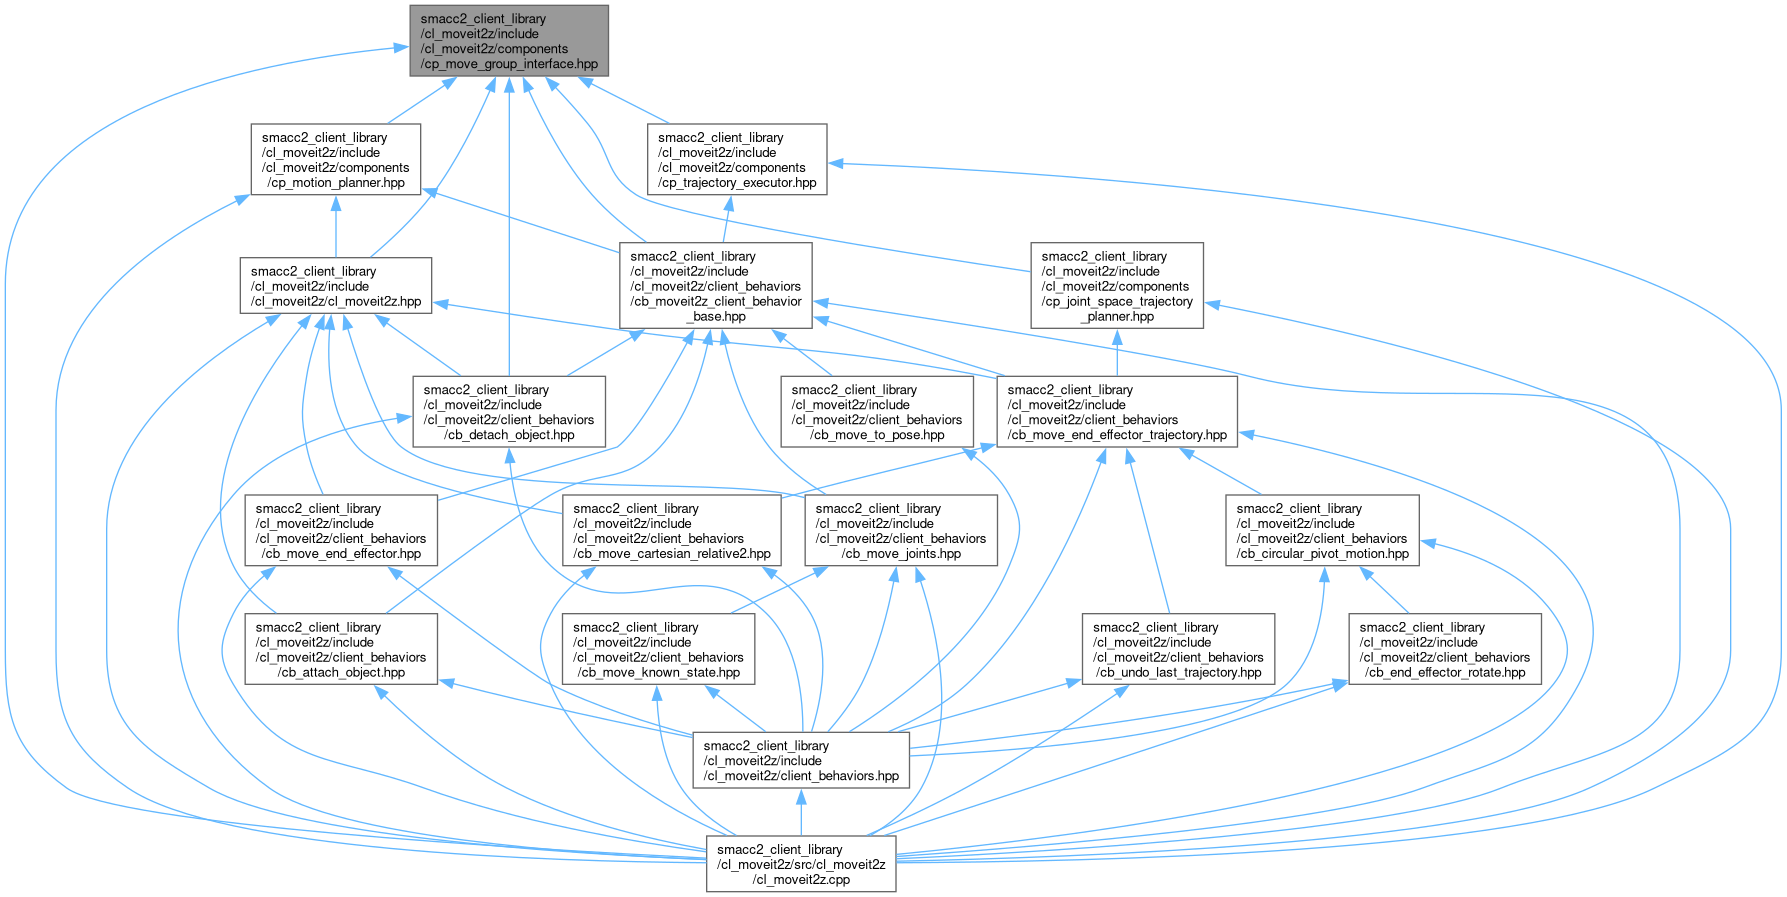 smacc2_client_library
/cl_moveit2z/include
/cl_moveit2z/components
/cp_move_group_interface.hpp
smacc2_client_library
/cl_moveit2z/include
/cl_moveit2z/components
/cp_motion_planner.hpp
smacc2_client_library
/cl_moveit2z/include
/cl_moveit2z/components
/cp_trajectory_executor.hpp
smacc2_client_library
/cl_moveit2z/include
/cl_moveit2z/cl_moveit2z.hpp
smacc2_client_library
/cl_moveit2z/include
/cl_moveit2z/client_behaviors
/cb_moveit2z_client_behavior
_base.hpp
smacc2_client_library
/cl_moveit2z/include
/cl_moveit2z/components
/cp_joint_space_trajectory
_planner.hpp
smacc2_client_library
/cl_moveit2z/include
/cl_moveit2z/client_behaviors
/cb_detach_object.hpp
smacc2_client_library
/cl_moveit2z/include
/cl_moveit2z/client_behaviors
/cb_move_to_pose.hpp
smacc2_client_library
/cl_moveit2z/include
/cl_moveit2z/client_behaviors
/cb_move_end_effector_trajectory.hpp
smacc2_client_library
/cl_moveit2z/include
/cl_moveit2z/client_behaviors
/cb_move_end_effector.hpp
smacc2_client_library
/cl_moveit2z/include
/cl_moveit2z/client_behaviors
/cb_move_cartesian_relative2.hpp
smacc2_client_library
/cl_moveit2z/include
/cl_moveit2z/client_behaviors
/cb_move_joints.hpp
smacc2_client_library
/cl_moveit2z/include
/cl_moveit2z/client_behaviors
/cb_circular_pivot_motion.hpp
smacc2_client_library
/cl_moveit2z/include
/cl_moveit2z/client_behaviors
/cb_attach_object.hpp
smacc2_client_library
/cl_moveit2z/include
/cl_moveit2z/client_behaviors
/cb_move_known_state.hpp
smacc2_client_library
/cl_moveit2z/include
/cl_moveit2z/client_behaviors
/cb_undo_last_trajectory.hpp
smacc2_client_library
/cl_moveit2z/include
/cl_moveit2z/client_behaviors
/cb_end_effector_rotate.hpp
smacc2_client_library
/cl_moveit2z/include
/cl_moveit2z/client_behaviors.hpp
smacc2_client_library
/cl_moveit2z/src/cl_moveit2z
/cl_moveit2z.cpp